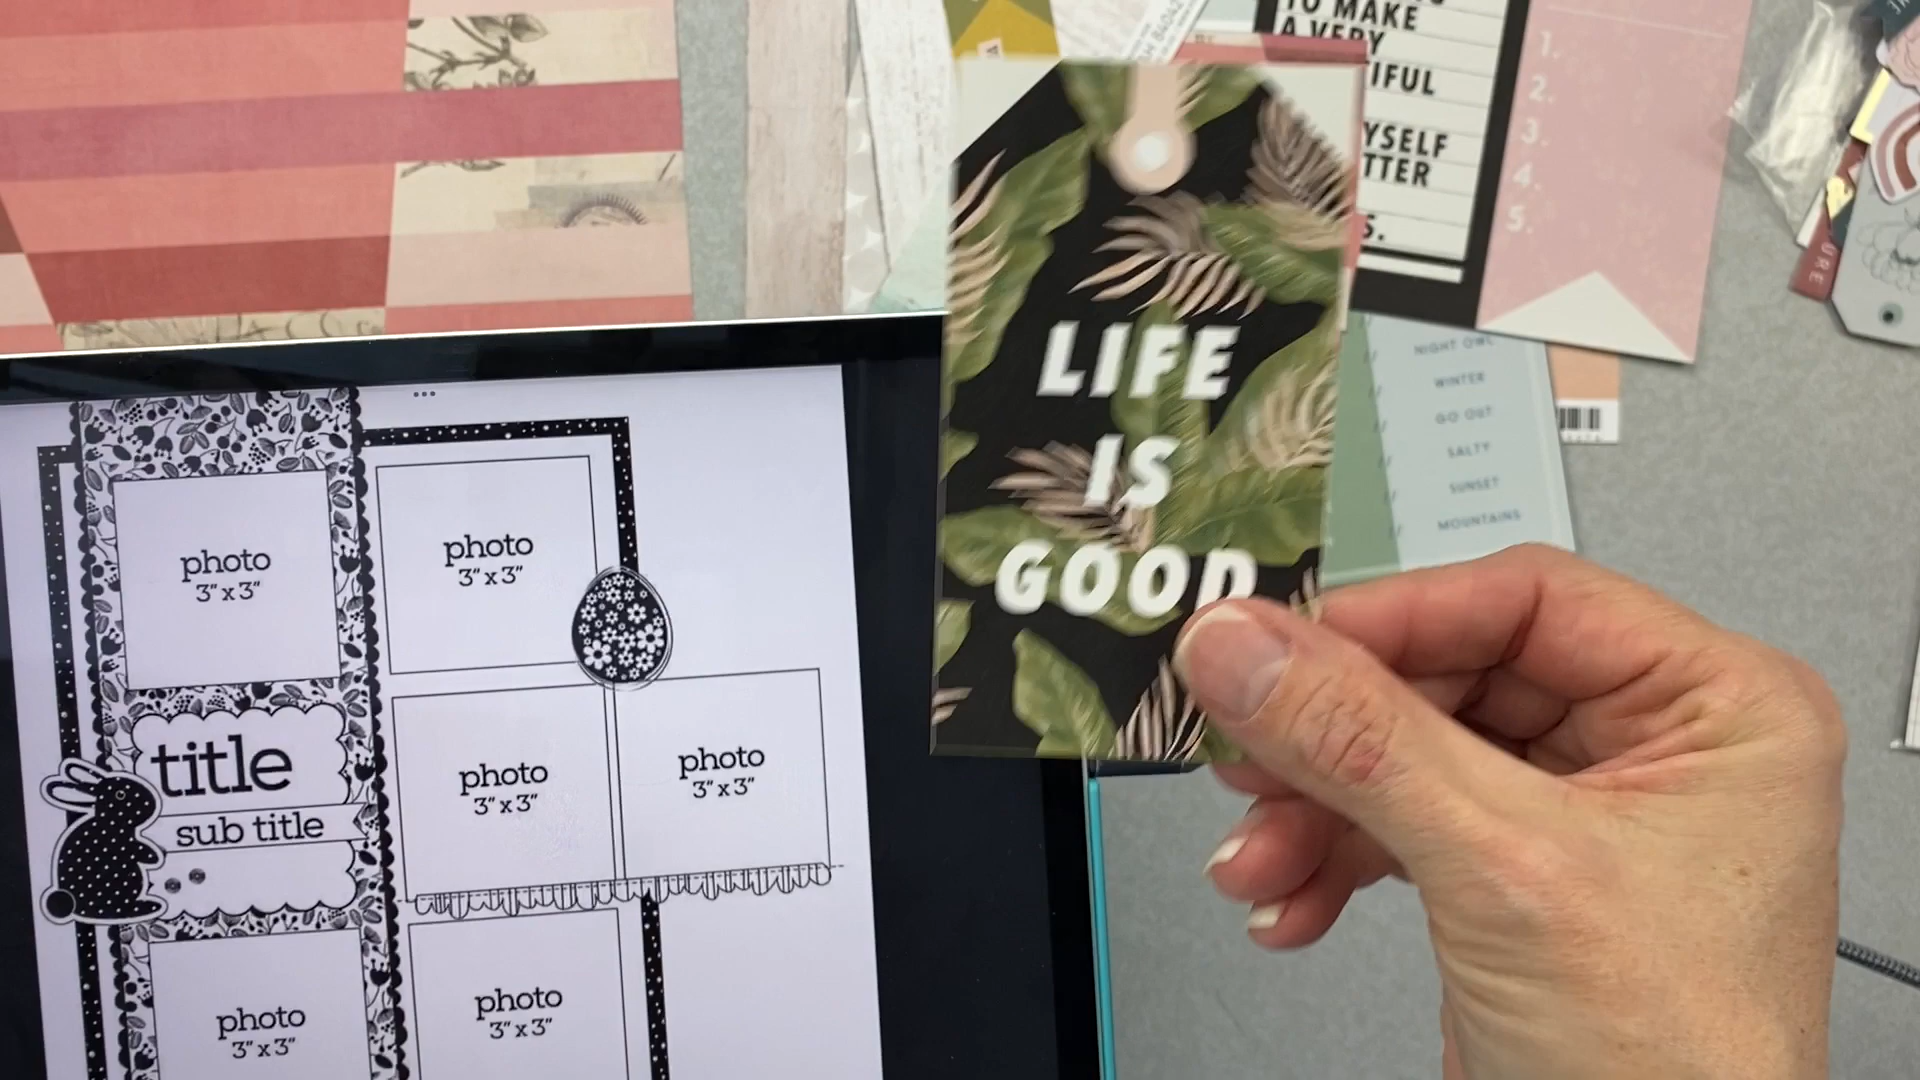 TO MAKE
A VERY
IFUL
YSELF
TTER
S.
1.
2.
3.
4.
5.
LIFE
IS
GOOD
NIGHT OWL
WINTER
GO OUT
SALTY
SUNSET
MOUNTAINS
URE
photo
3" x 3"
photo
3" x 3"
title
sub title
photo
3" x 3"
photo
3" x 3"
photo
3" x 3"
photo
3" x 3"